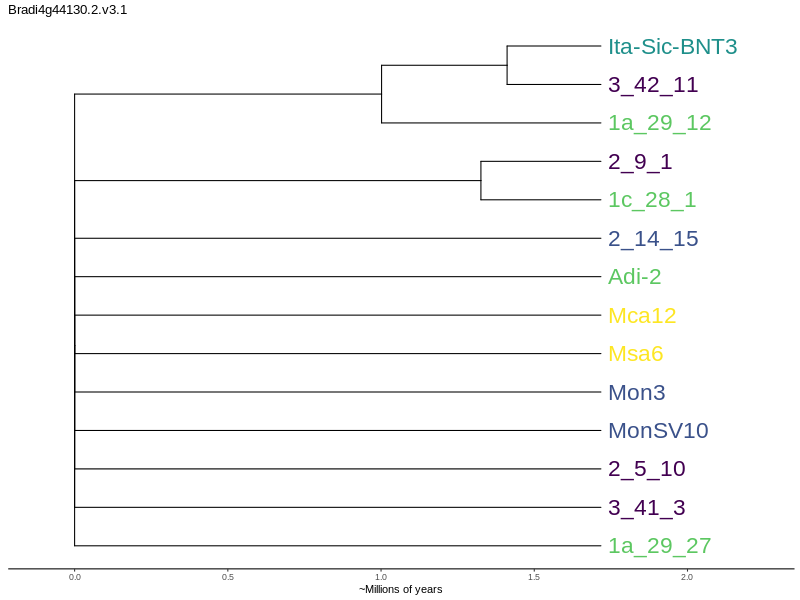 Bradi4g44130.2.v3.1
Ita-Sic-BNT3
3_42_11
1a_29_12
2_9_1
1c_28_1
2_14_15
Adi-2
Mca12
Msa6
Mon3
MonSV10
2_5_10
3_41_3
1a_29_27
0.0 0.5 1.0 1.5 2.0
~Millions of years